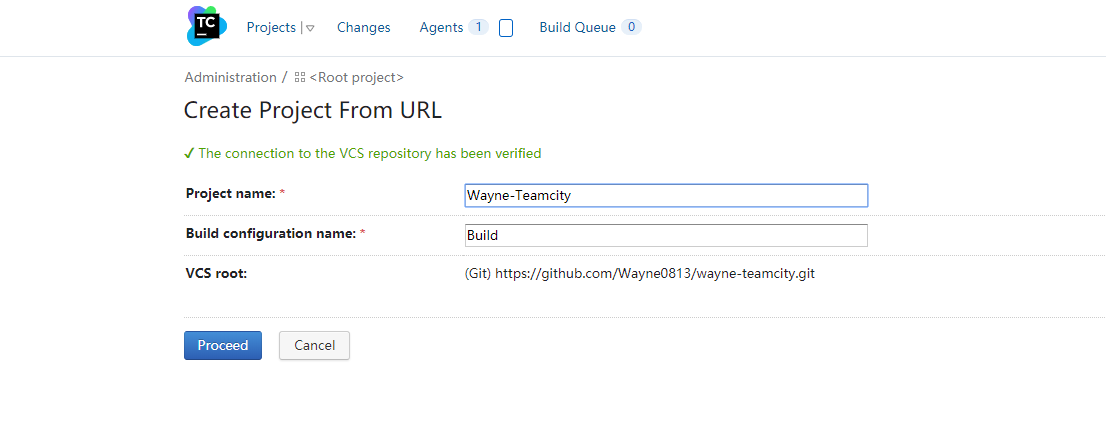 TC Projects Changes Agents 1 Build Queue 0
Administration / <Root project>
Create Project From URL
The connection to the VCS repository has been verified
Project name: * Wayne-Teamcity
Build configuration name: * Build
VCS root: (Git) https://github.com/Wayne0813/wayne-teamcity.git
Proceed Cancel